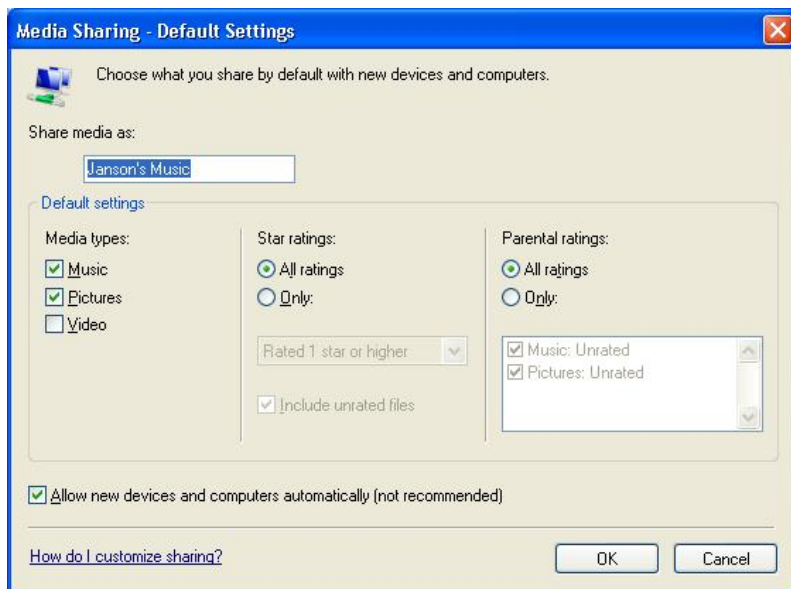 Media Sharing - Default Settings
Choose what you share by default with new devices and computers.
Share media as:
Janson's Music
Default settings
Media types:
Music
Pictures
Video
Star ratings:
All ratings
Only:
Rated 1 star or higher
Include unrated files
Parental ratings:
All ratings
Only:
Music: Unrated
Pictures: Unrated
Allow new devices and computers automatically (not recommended)
How do I customize sharing?
OK
Cancel